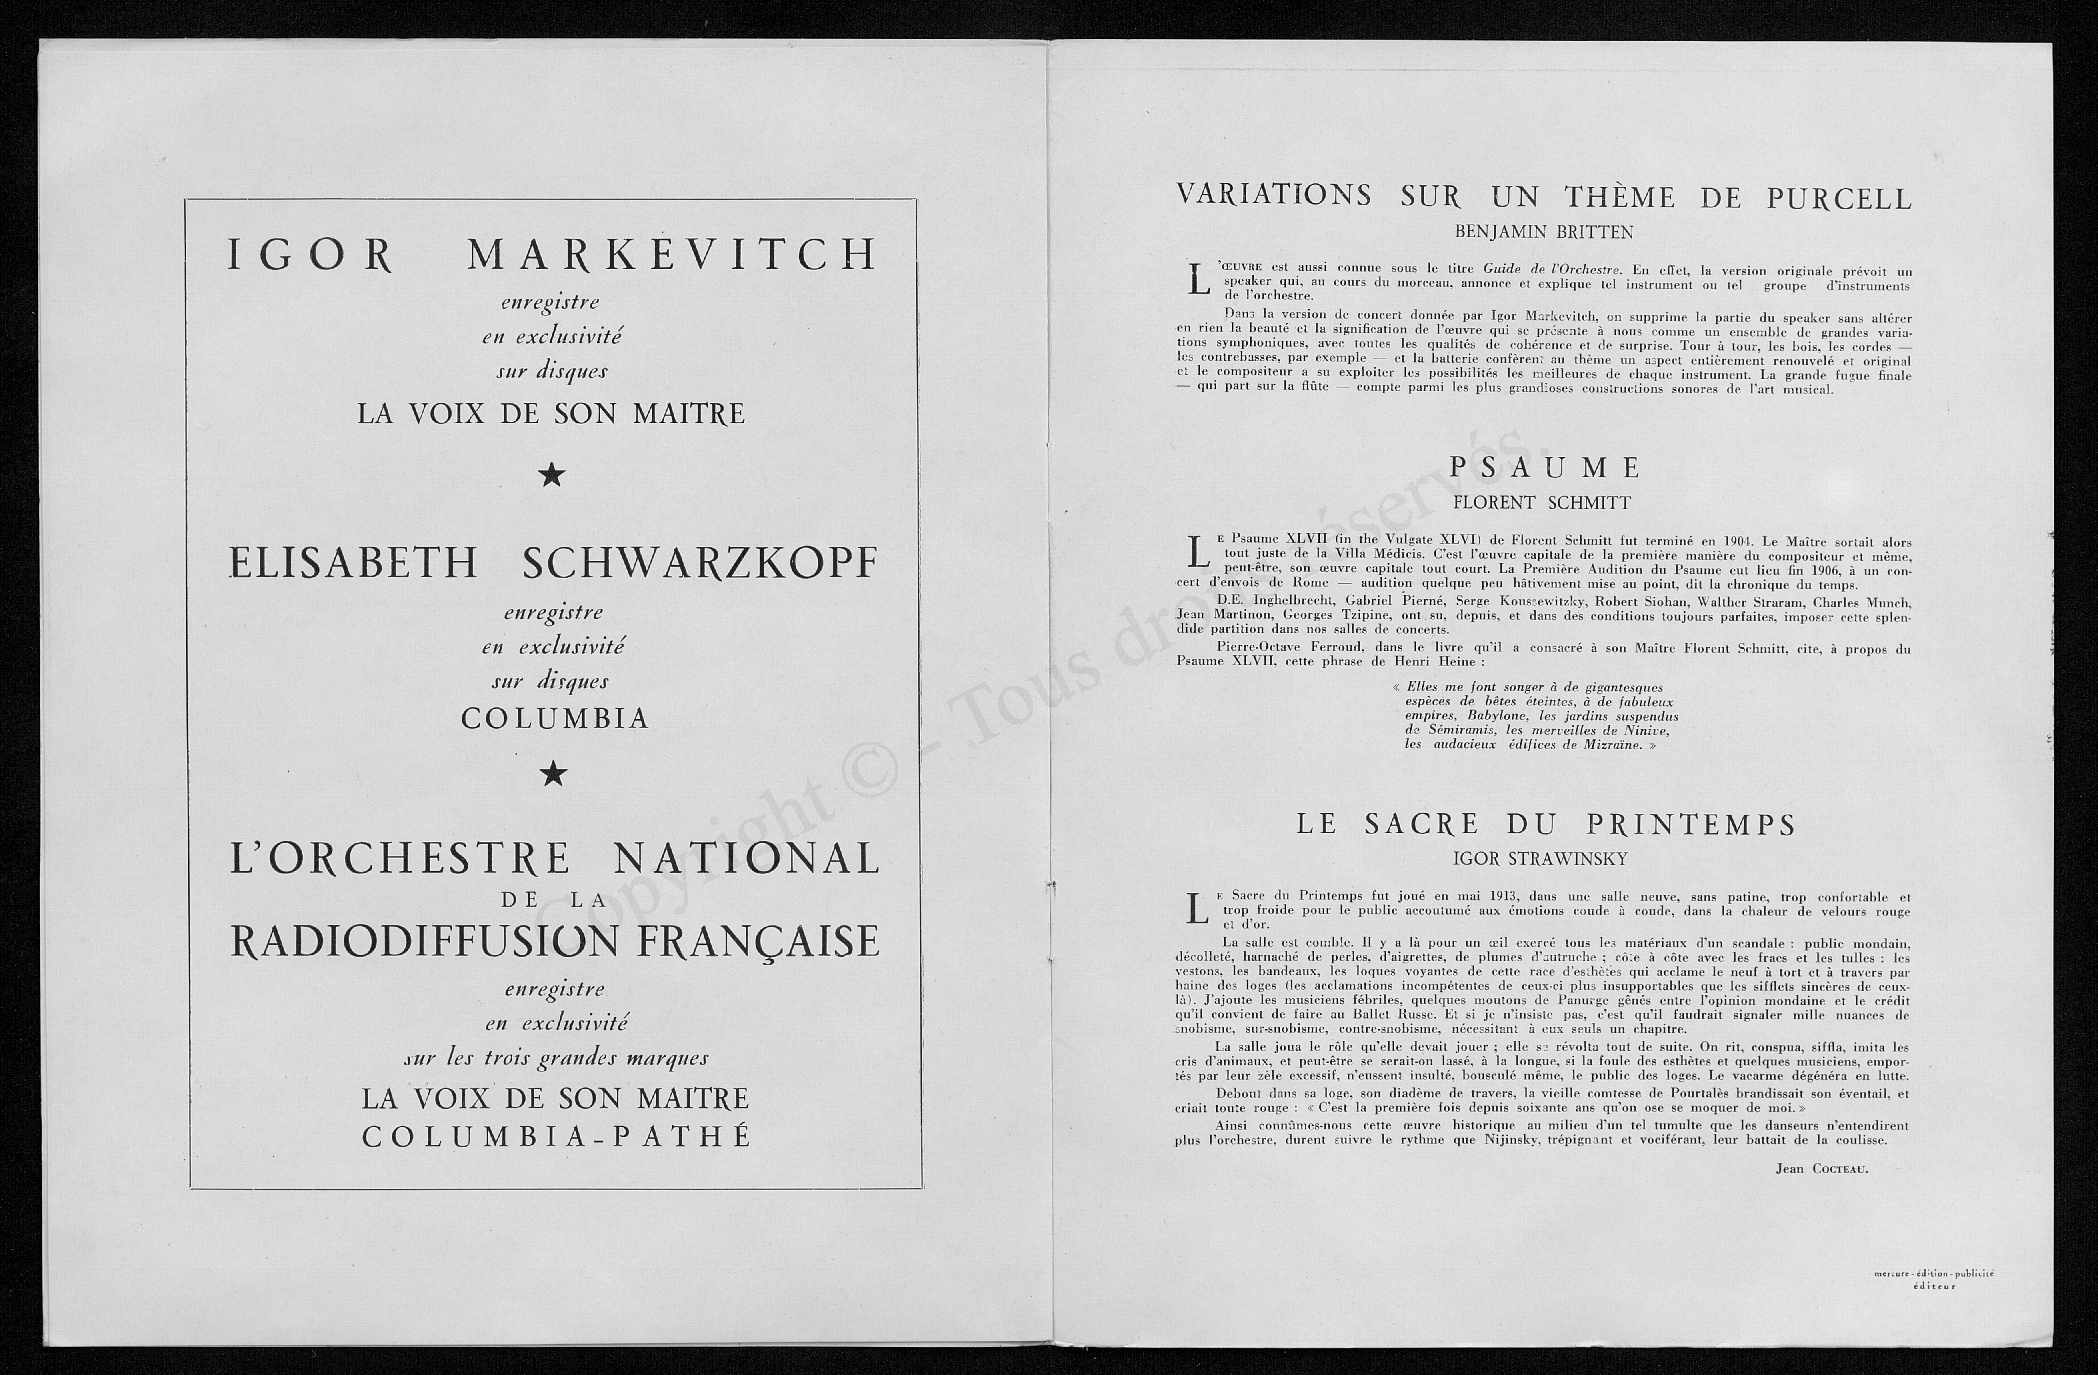 IGOR MARKEVITCH
enregistre
en exclusivité
sur disques
LA VOIX DE SON MAITRE
★
ELISABETH SCHWARZKOPF
enregistre
en exclusivité
sur disques
COLUMBIA
★
L'ORCHESTRE NATIONAL
DE LA
RADIODIFFUSION FRANÇAISE
enregistre
en exclusivité
sur les trois grandes marques
LA VOIX DE SON MAITRE
COLUMBIA-PATHÉ
VARIATIONS SUR UN THÈME DE PURCELL
BENJAMIN BRITTEN
L'ŒUVRE est aussi connue sous le titre Guide de l'Orchestre. En effet, la version originale prévoit un
speaker qui, au cours du morceau, annonce et explique tel instrument ou tel groupe d'instruments
de l'orchestre.
Dans la version de concert donnée par Igor Markevitch, on supprime la partie du speaker sans altérer
en rien la beauté et la signification de l'œuvre qui se présente à nous comme un ensemble de grandes varia-
tions symphoniques, avec toutes les qualités de cohérence et de surprise. Tour à tour, les bois, les cordes —
les contrebasses, par exemple — et la batterie confèrent au thème un aspect entièrement renouvelé et original
et le compositeur a su exploiter les possibilités les meilleures de chaque instrument. La grande fugue finale
— qui part sur la flûte — compte parmi les plus grandioses constructions sonores de l'art musical.
PSAUME
FLORENT SCHMITT
LE Psaume XLVII (in the Vulgate XLVI) de Florent Schmitt fut terminé en 1904. Le Maître sortait alors
tout juste de la Villa Médicis. C'est l'œuvre capitale de la première manière du compositeur et même,
peut-être, son œuvre capitale tout court. La Première Audition du Psaume eut lieu fin 1906, à un con-
cert d'envois de Rome — audition quelque peu hâtivement mise au point, dit la chronique du temps.
D.E. Inghelbrecht, Gabriel Pierné, Serge Koussewitzky, Robert Siohan, Walther Straram, Charles Munch,
Jean Martinon, Georges Tzipine, ont su, depuis, et dans des conditions toujours parfaites, imposer cette splen-
dide partition dans nos salles de concerts.
Pierre-Octave Ferroud, dans le livre qu'il a consacré à son Maître Florent Schmitt, cite, à propos du
Psaume XLVII, cette phrase de Henri Heine :
« Elles me font songer à de gigantesques
espèces de bêtes éteintes, à de fabuleux
empires, Babylone, les jardins suspendus
de Sémiramis, les merveilles de Ninive,
les audacieux édifices de Mizraïne. »
LE SACRE DU PRINTEMPS
IGOR STRAWINSKY
LE Sacre du Printemps fut joué en mai 1913, dans une salle neuve, sans patine, trop confortable et
trop froide pour le public accoutumé aux émotions coude à coude, dans la chaleur de velours rouge
et d'or.
La salle est comble. Il y a là pour un œil exercé tous les matériaux d'un scandale : public mondain,
décolleté, harnaché de perles, d'aigrettes, de plumes d'autruche ; côte à côte avec les fracs et les tulles : les
vestons, les bandeaux, les loques voyantes de cette race d'esthètes qui acclame le neuf à tort et à travers par
haine des loges (les acclamations incompétentes de ceux-ci plus insupportables que les sifflets sincères de ceux-
là). J'ajoute les musiciens fébriles, quelques moutons de Panurge gênés entre l'opinion mondaine et le crédit
qu'il convient de faire au Ballet Russe. Et si je n'insiste pas, c'est qu'il faudrait signaler mille nuances de
snobisme, sur-snobisme, contre-snobisme, nécessitant à eux seuls un chapitre.
La salle joua le rôle qu'elle devait jouer ; elle se révolta tout de suite. On rit, conspua, siffla, imita les
cris d'animaux, et peut-être se serait-on lassé, à la longue, si la foule des esthètes et quelques musiciens, empor-
tés par leur zèle excessif, n'eussent insulté, bousculé même, le public des loges. Le vacarme dégénéra en lutte.
Debout dans sa loge, son diadème de travers, la vieille comtesse de Pourtalès brandissait son éventail, et
criait toute rouge : « C'est la première fois depuis soixante ans qu'on ose se moquer de moi. »
Ainsi connûmes-nous cette œuvre historique au milieu d'un tel tumulte que les danseurs n'entendirent
plus l'orchestre, durent suivre le rythme que Nijinsky, trépignant et vociférant, leur battait de la coulisse.
Jean COCTEAU.
mercure-édition-publicité
éditeur
Copyright © - Tous droits réservés.